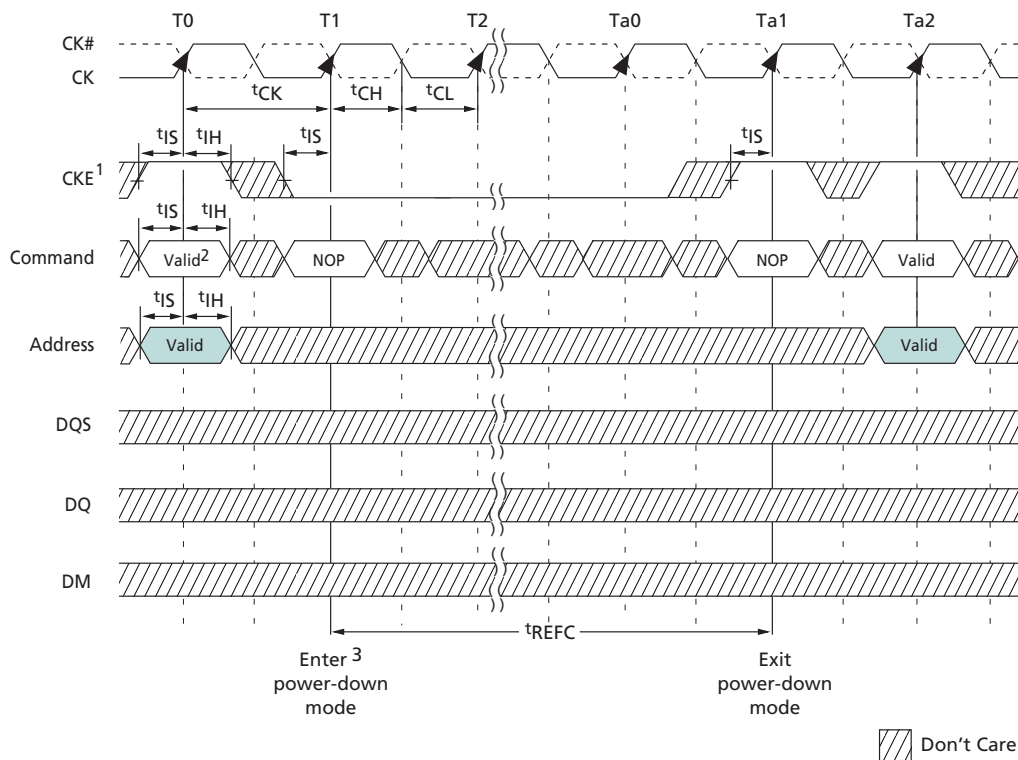 T0 T1 T2 Ta0 Ta1 Ta2
CK#
CK
tCK tCH tCL
tIS tIH tIS tIS
CKE1
tIS tIH
Command Valid2 NOP NOP Valid
tIS tIH
Address Valid Valid
DQS
DQ
DM
tREFC
Enter 3
power-down
mode
Exit
power-down
mode
Don't Care